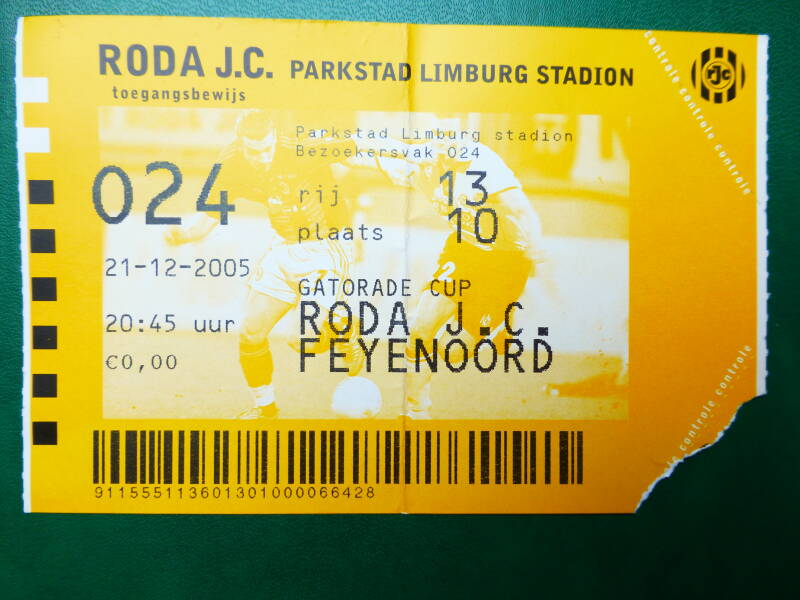 RODA J.C. PARKSTAD LIMBURG STADION
toegangsbewijs
rjc
controle controle controle controle
Parkstad Limburg stadion
Bezoekersvak 024
024
rij 13
plaats 10
21-12-2005
GATORADE CUP
20:45 uur
RODA J.C.
FEYENOORD
€0,00
controle controle
911555113601301000066428